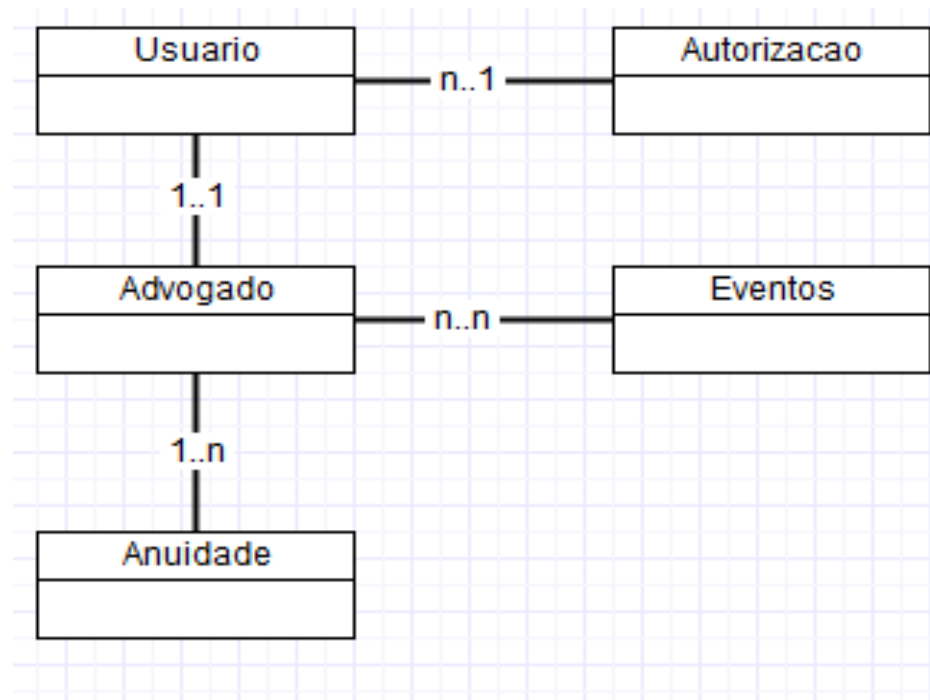 Usuario
Autorizacao
n..1
1..1
Advogado
Eventos
n..n
1..n
Anuidade